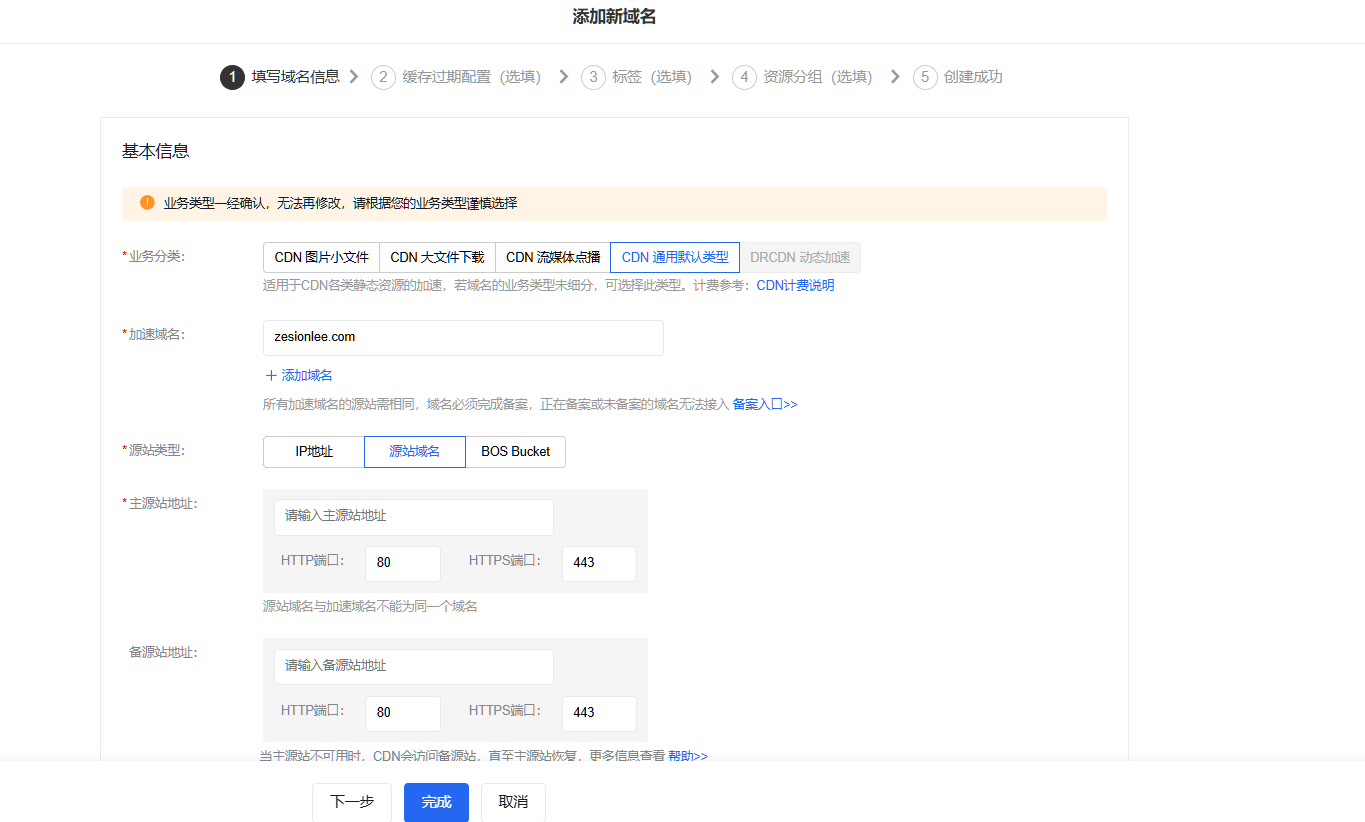 添加新域名
1 填写域名信息 2 缓存过期配置 (选填) 3 标签 (选填) 4 资源分组 (选填) 5 创建成功
基本信息
业务类型一经确认，无法再修改，请根据您的业务类型谨慎选择
*业务分类： CDN 图片小文件 CDN 大文件下载 CDN 流媒体点播 CDN 通用默认类型 DRCDN 动态加速
适用于CDN各类静态资源的加速，若域名的业务类型未细分，可选择此类型。计费参考：CDN计费说明
*加速域名： zesionlee.com
+ 添加域名
所有加速域名的源站需相同，域名必须完成备案，正在备案或未备案的域名无法接入 备案入口>>
*源站类型： IP地址 源站域名 BOS Bucket
*主源站地址： 请输入主源站地址
HTTP端口： 80 HTTPS端口： 443
源站域名与加速域名不能为同一个域名
备源站地址： 请输入备源站地址
HTTP端口： 80 HTTPS端口： 443
当主源站不可用时，CDN会访问备源站，直至主源站恢复，更多信息查看 帮助>>
下一步 完成 取消